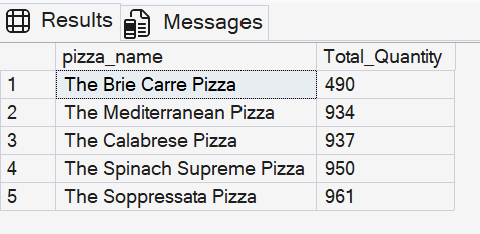 Results Messages
pizza_name Total_Quantity
1 The Brie Carre Pizza 490
2 The Mediterranean Pizza 934
3 The Calabrese Pizza 937
4 The Spinach Supreme Pizza 950
5 The Soppressata Pizza 961